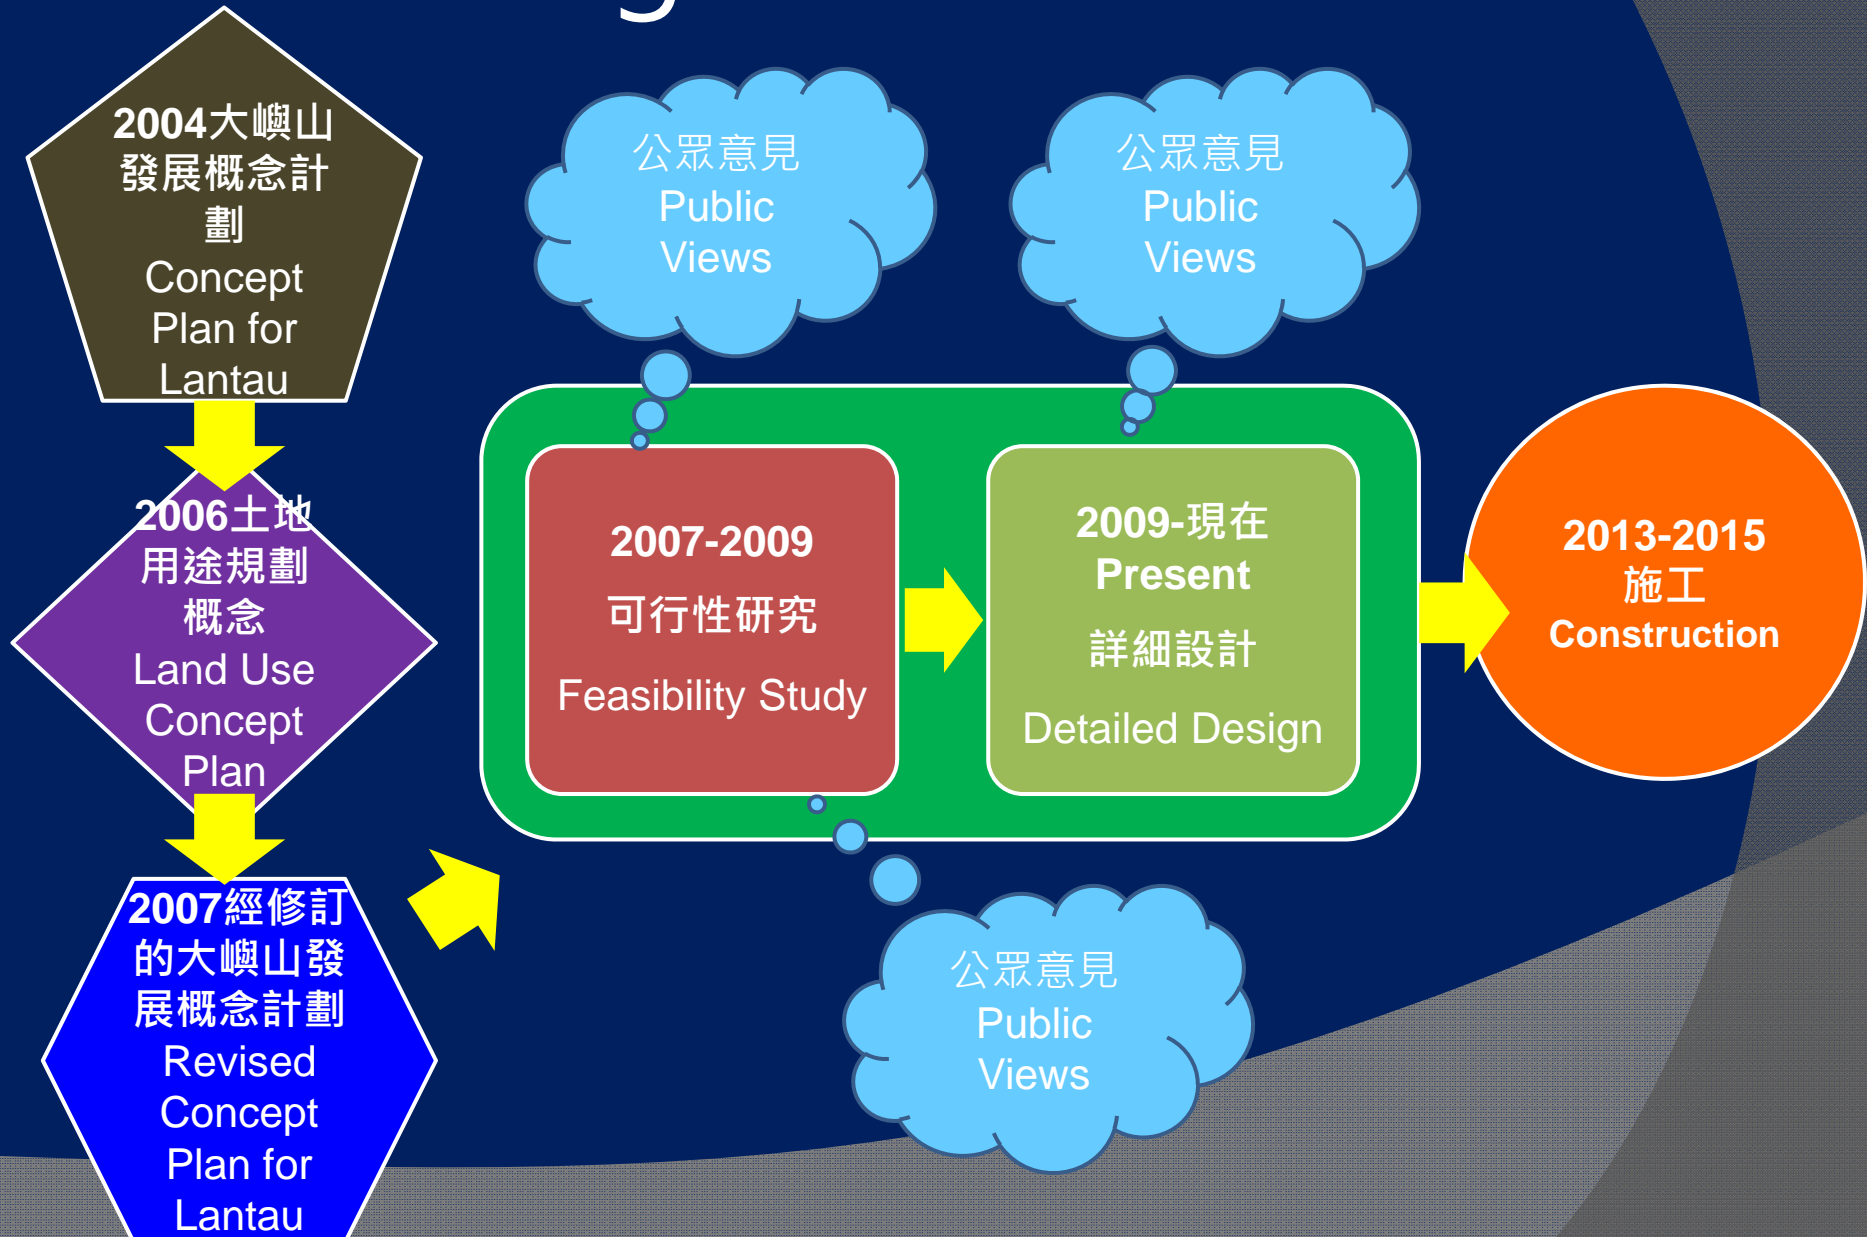 2004大嶼山
發展概念計
劃
Concept
Plan for
Lantau
2006土地
用途規劃
概念
Land Use
Concept
Plan
2007經修訂
的大嶼山發
展概念計劃
Revised
Concept
Plan for
Lantau
公眾意見
Public
Views
公眾意見
Public
Views
2007-2009
可行性研究
Feasibility Study
2009-現在
Present
詳細設計
Detailed Design
2013-2015
施工
Construction
公眾意見
Public
Views